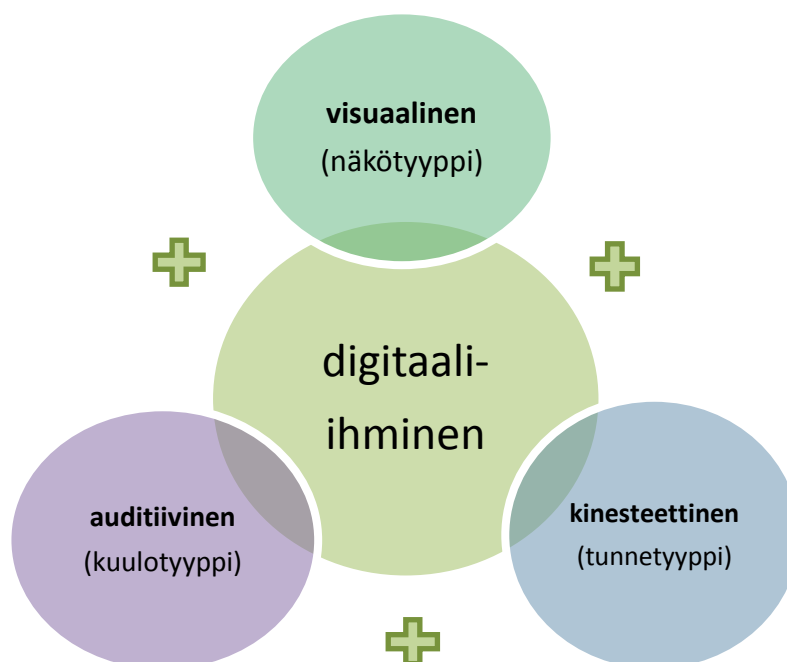 visuaalinen
(näkötyyppi)
digitaali-
ihminen
auditiivinen
(kuulotyyppi)
kinesteettinen
(tunnetyyppi)